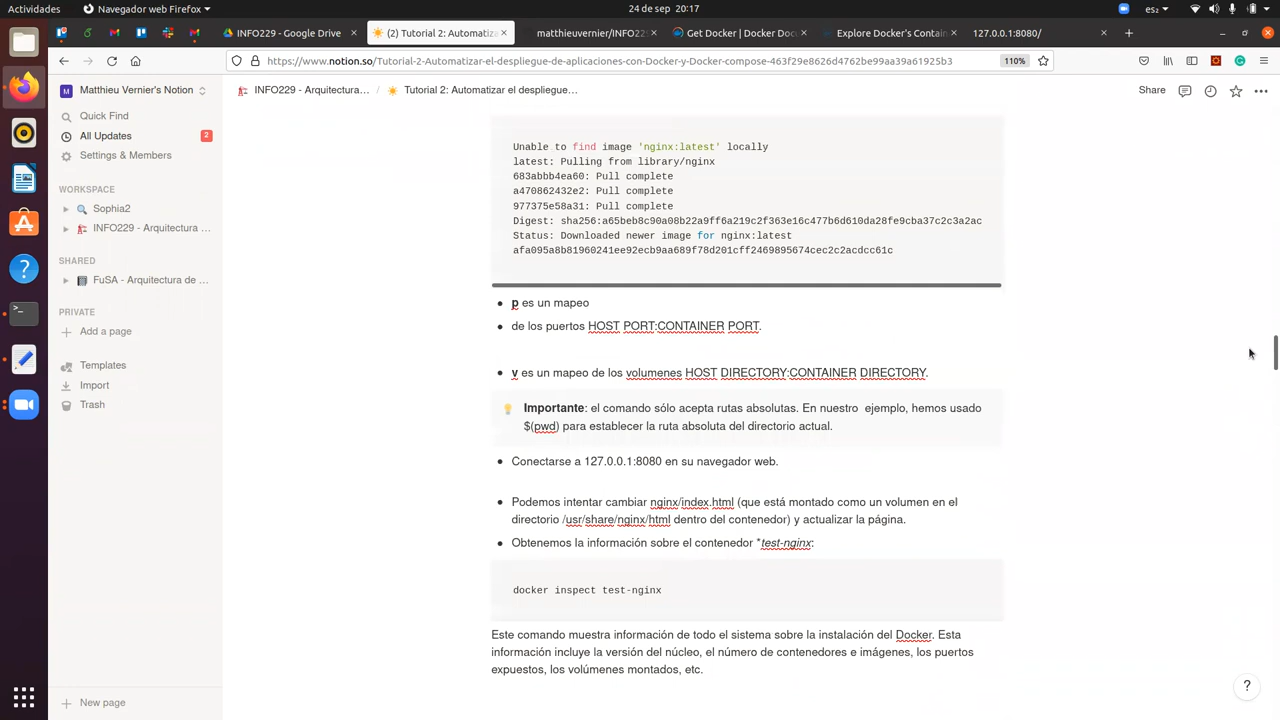 Actividades
Navegador web Firefox
24 de sep 20:17
es₂
INFO229 - Google Drive
(2) Tutorial 2: Automatiza
matthieuvernier/INFO22
Get Docker | Docker Doc
Explore Docker's Contain
127.0.0.1:8080/
https://www.notion.so/Tutorial-2-Automatizar-el-despliegue-de-aplicaciones-con-Docker-y-Docker-compose-463f29e8626d4762be99aa39a61925b3
110%
M Matthieu Vernier's Notion
INFO229 - Arquitectura...
/
Tutorial 2: Automatizar el despliegue...
Share
Quick Find
All Updates
2
Settings & Members
WORKSPACE
Sophia2
INFO229 - Arquitectura ...
SHARED
FuSA - Arquitectura de ...
PRIVATE
Add a page
Templates
Import
Trash
New page
Unable to find image 'nginx:latest' locally
latest: Pulling from library/nginx
683abbb4ea60: Pull complete
a470862432e2: Pull complete
977375e58a31: Pull complete
Digest: sha256:a65beb8c90a08b22a9ff6a219c2f363e16c477b6d610da28fe9cba37c2c3a2ac
Status: Downloaded newer image for nginx:latest
afa095a8b81960241ee92ecb9aa689f78d201cff2469895674cec2c2acdcc61c
• p es un mapeo
• de los puertos HOST PORT:CONTAINER PORT.
• v es un mapeo de los volumenes HOST DIRECTORY:CONTAINER DIRECTORY.
Importante: el comando sólo acepta rutas absolutas. En nuestro ejemplo, hemos usado
$(pwd) para establecer la ruta absoluta del directorio actual.
• Conectarse a 127.0.0.1:8080 en su navegador web.
• Podemos intentar cambiar nginx/index.html (que está montado como un volumen en el
directorio /usr/share/nginx/html dentro del contenedor) y actualizar la página.
• Obtenemos la información sobre el contenedor *test-nginx:
docker inspect test-nginx
Este comando muestra información de todo el sistema sobre la instalación del Docker. Esta
información incluye la versión del núcleo, el número de contenedores e imágenes, los puertos
expuestos, los volúmenes montados, etc.
?